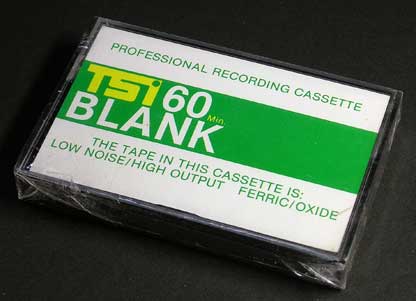 PROFESSIONAL RECORDING CASSETTE
TSi 60 Min.
BLANK
THE TAPE IN THIS CASSETTE IS:
LOW NOISE/HIGH OUTPUT FERRIC/OXIDE